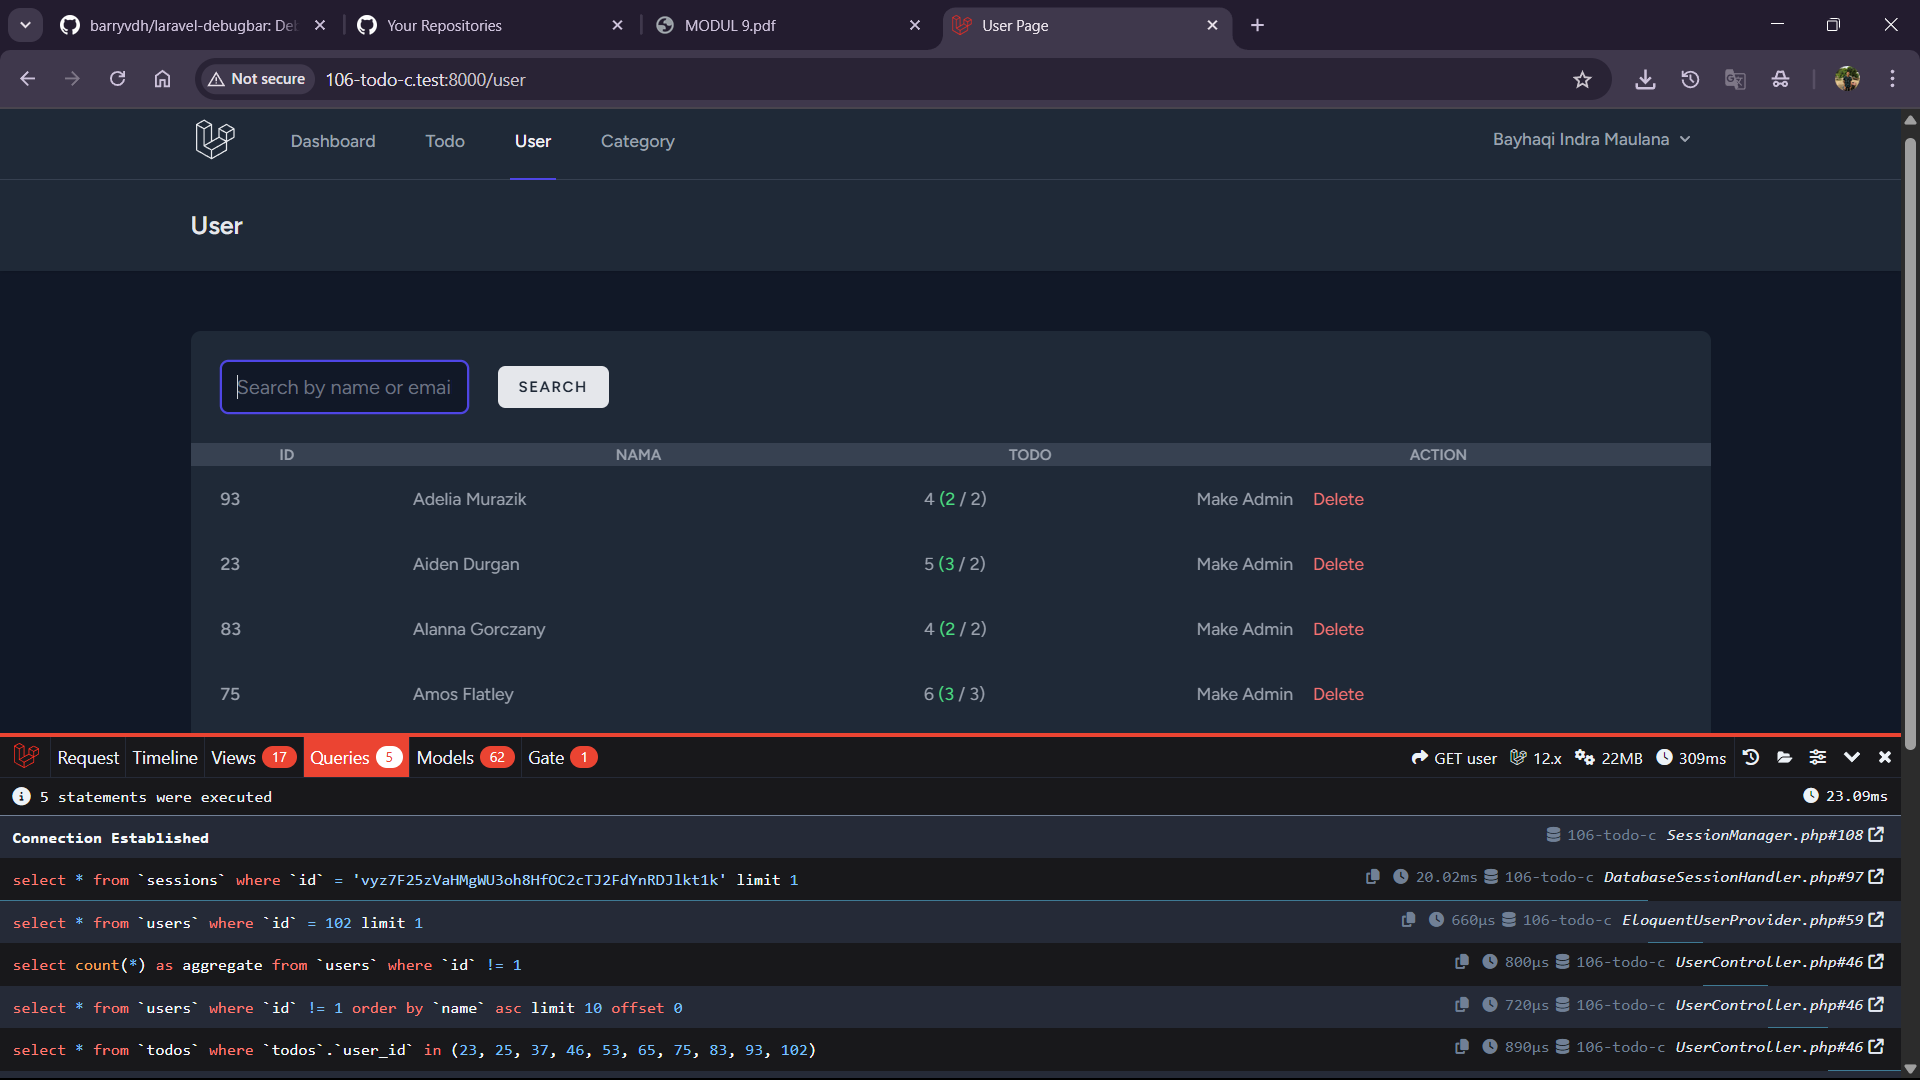 barryvdh/laravel-debugbar: De
Your Repositories
MODUL 9.pdf
User Page
Not secure
106-todo-c.test:8000/user
Dashboard
Todo
User
Category
Bayhaqi Indra Maulana
User
Search by name or emai
SEARCH
ID NAMA TODO ACTION
93 Adelia Murazik 4 (2 / 2) Make Admin Delete
23 Aiden Durgan 5 (3 / 2) Make Admin Delete
83 Alanna Gorczany 4 (2 / 2) Make Admin Delete
75 Amos Flatley 6 (3 / 3) Make Admin Delete
Request Timeline Views 17 Queries 5 Models 62 Gate 1 GET user 12.x 22MB 309ms
5 statements were executed 23.09ms
Connection Established 106-todo-c SessionManager.php#108
select * from `sessions` where `id` = 'vyz7F25zVaHMgWU3oh8HfOC2cTJ2FdYnRDJlkt1k' limit 1 20.02ms 106-todo-c DatabaseSessionHandler.php#97
select * from `users` where `id` = 102 limit 1 660μs 106-todo-c EloquentUserProvider.php#59
select count(*) as aggregate from `users` where `id` != 1 800μs 106-todo-c UserController.php#46
select * from `users` where `id` != 1 order by `name` asc limit 10 offset 0 720μs 106-todo-c UserController.php#46
select * from `todos` where `todos`.`user_id` in (23, 25, 37, 46, 53, 65, 75, 83, 93, 102) 890μs 106-todo-c UserController.php#46